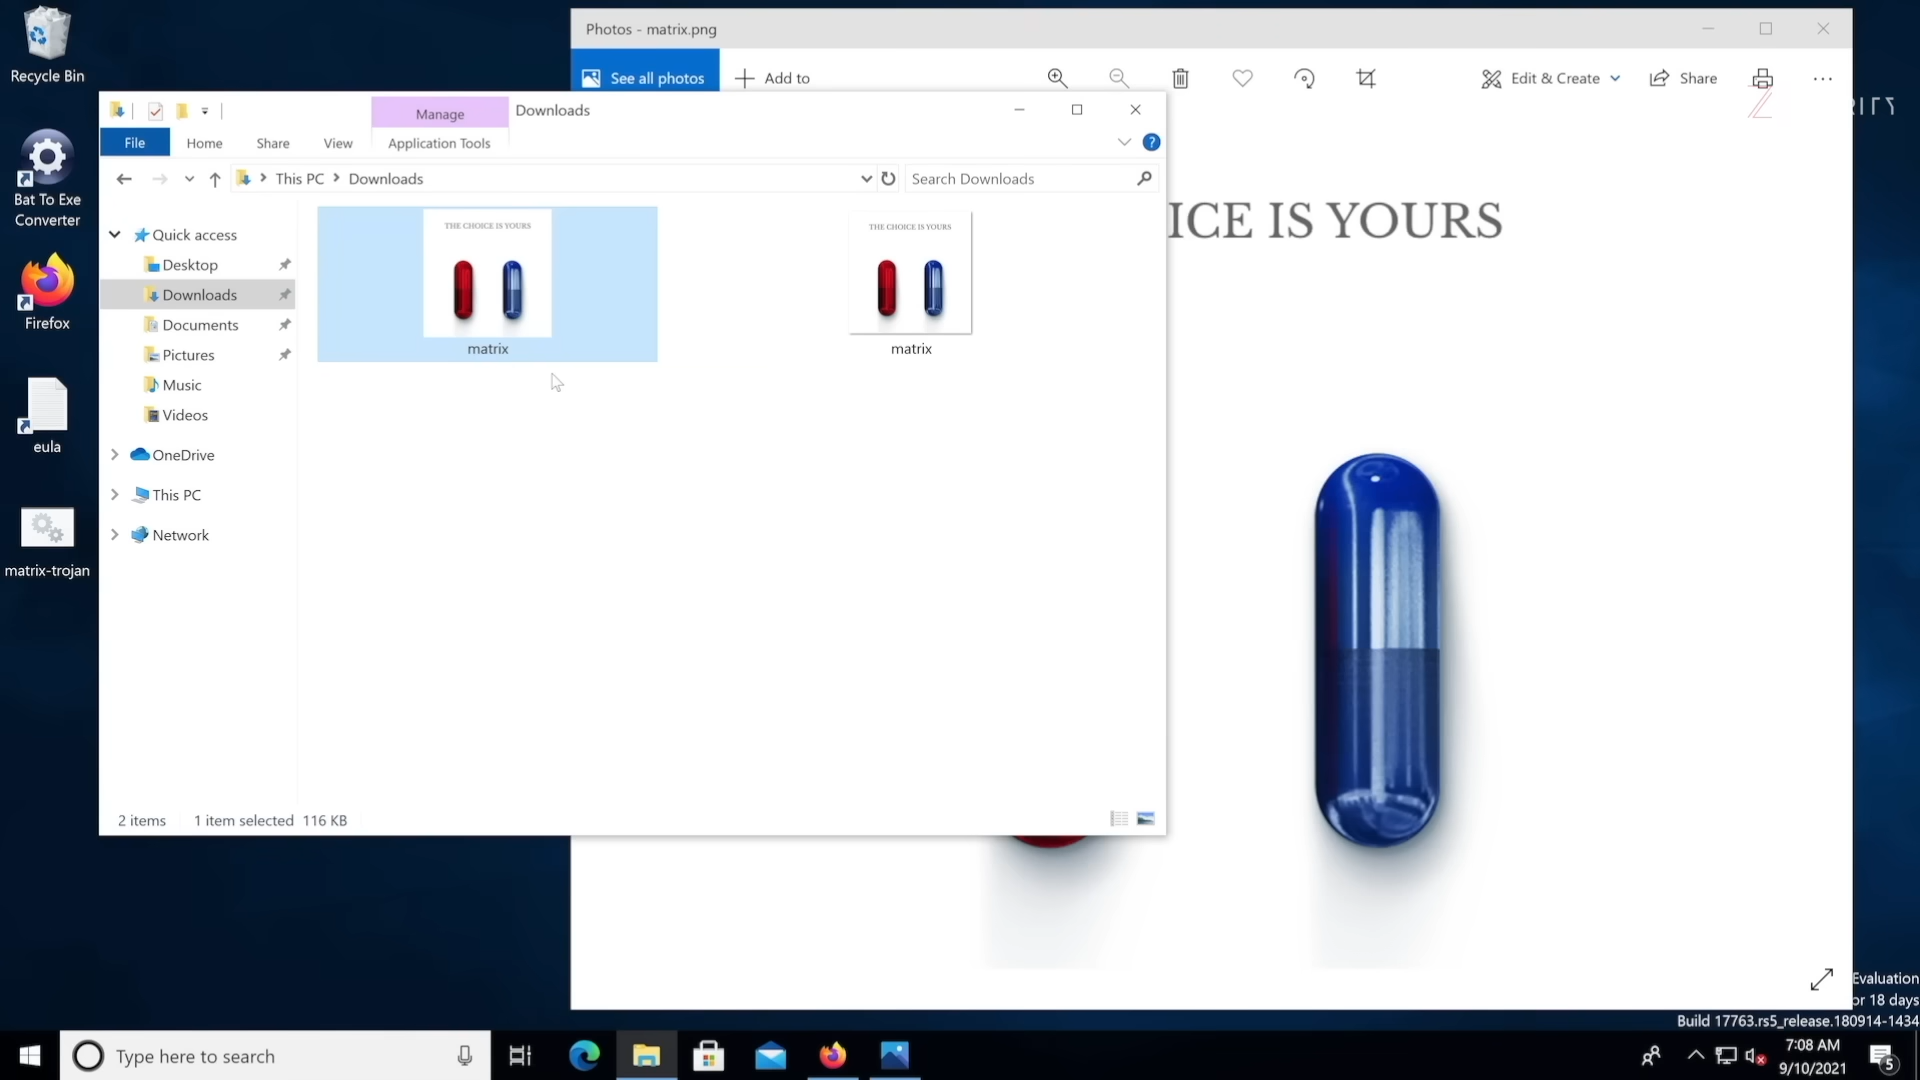 Recycle Bin
Bat To Exe
Converter
Firefox
eula
matrix-trojan
Photos - matrix.png
See all photos
Add to
Edit & Create
Share
Manage
Downloads
File
Home
Share
View
Application Tools
This PC
Downloads
Search Downloads
Quick access
Desktop
Downloads
Documents
Pictures
Music
Videos
OneDrive
This PC
Network
THE CHOICE IS YOURS
matrix
THE CHOICE IS YOURS
matrix
2 items
1 item selected 116 KB
ICE IS YOURS
Evaluation
or 18 days
Build 17763.rs5_release.180914-1434
Type here to search
7:08 AM
9/10/2021
5